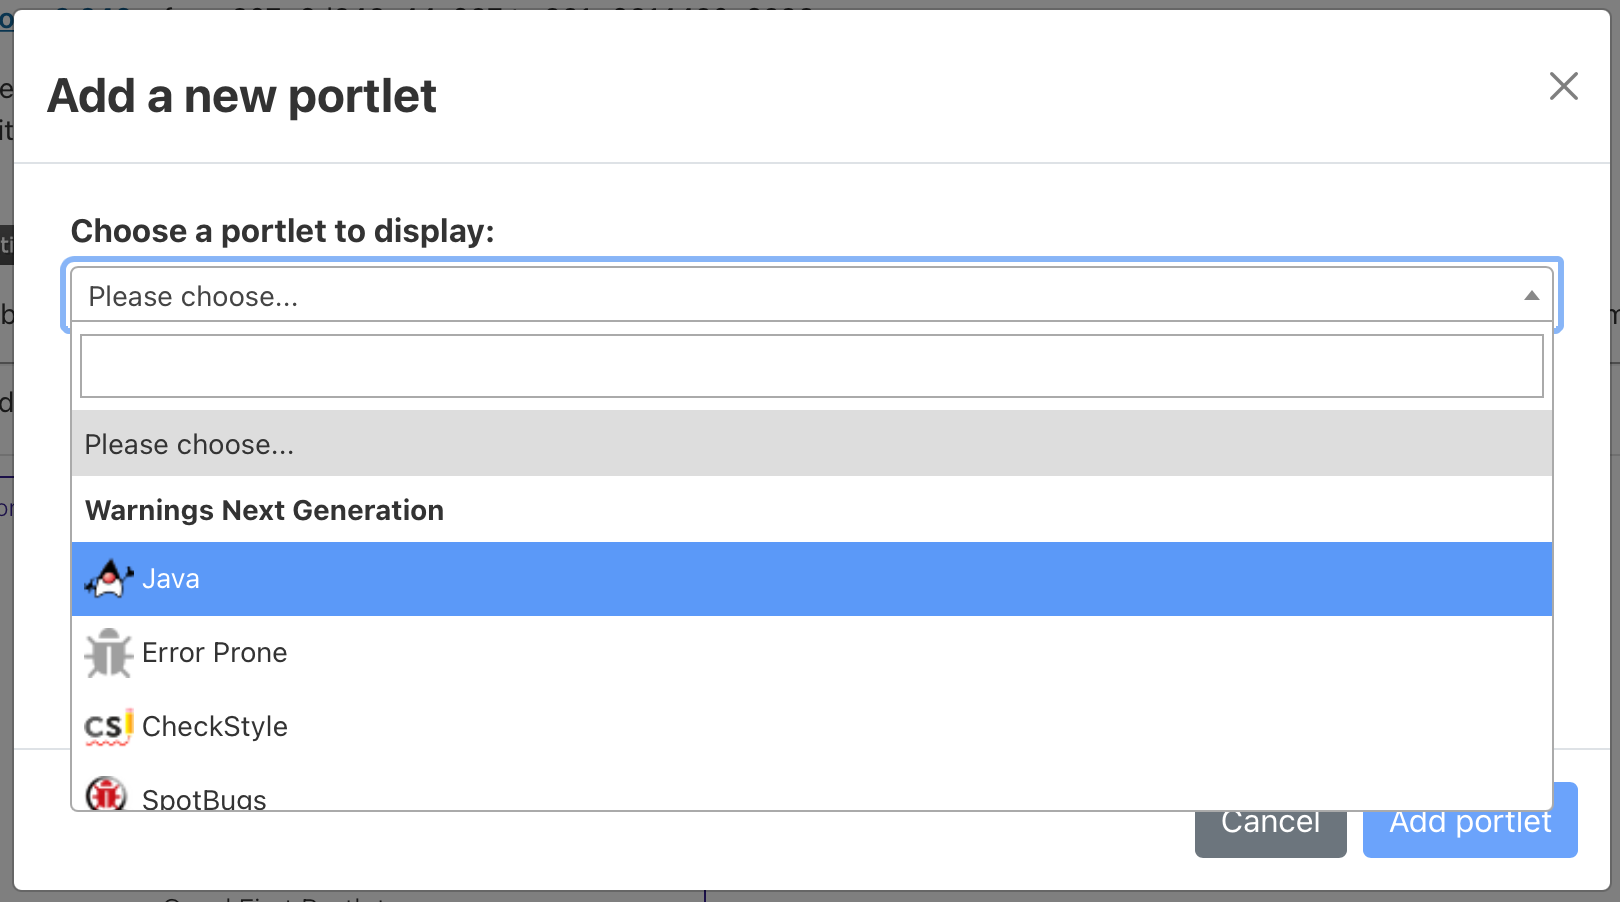 Add a new portlet
Choose a portlet to display:
Please choose...
Please choose...
Warnings Next Generation
Java
Error Prone
CS CheckStyle
SpotBugs
Cancel
Add portlet